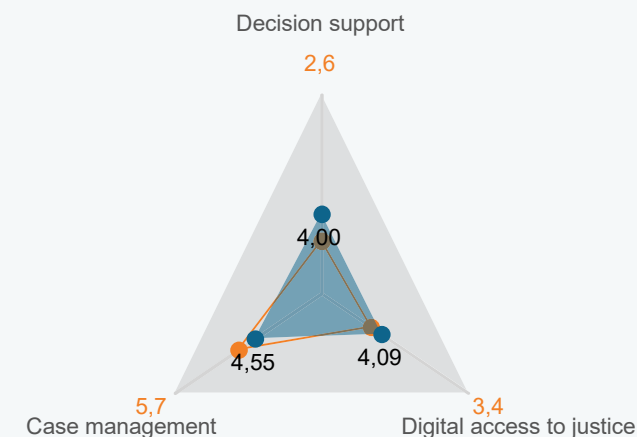 Decision support
2,6
4,00
4,55
4,09
5,7
3,4
Case management
Digital access to justice